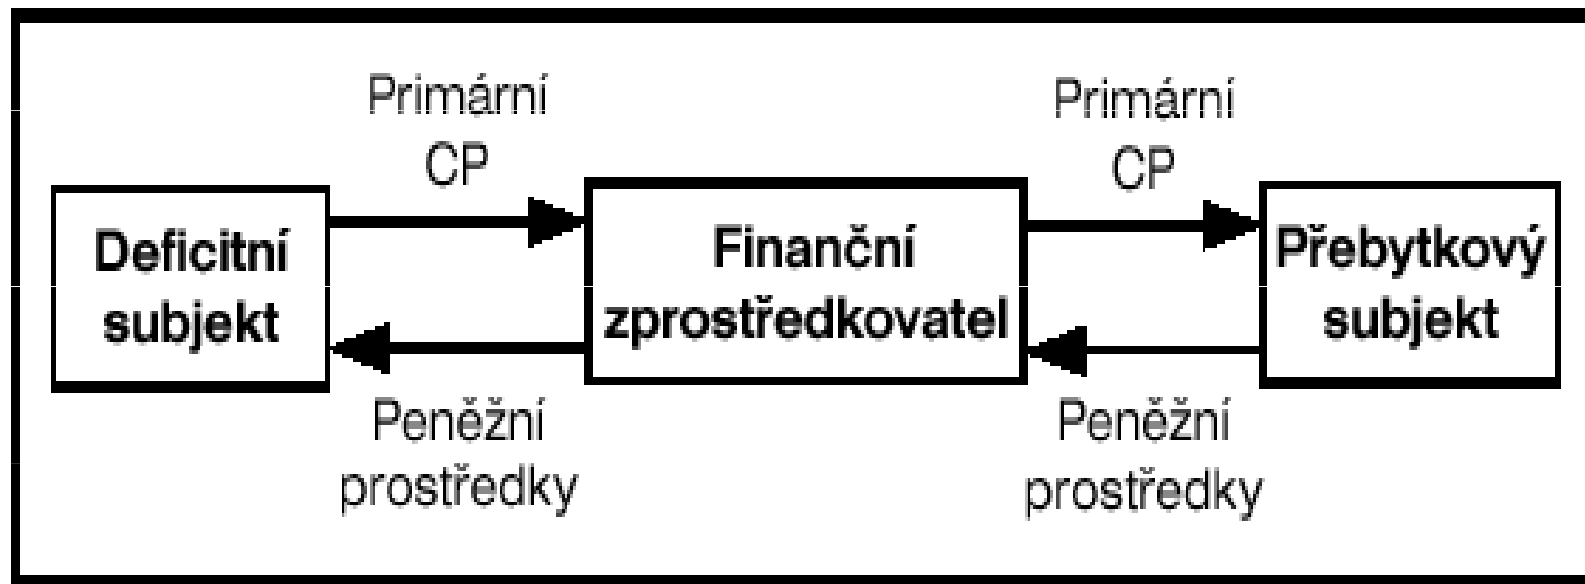 Primární
CP
Primární
CP
Deficitní
subjekt
Finanční
zprostředkovatel
Přebytkový
subjekt
Peněžní
prostředky
Peněžní
prostředky